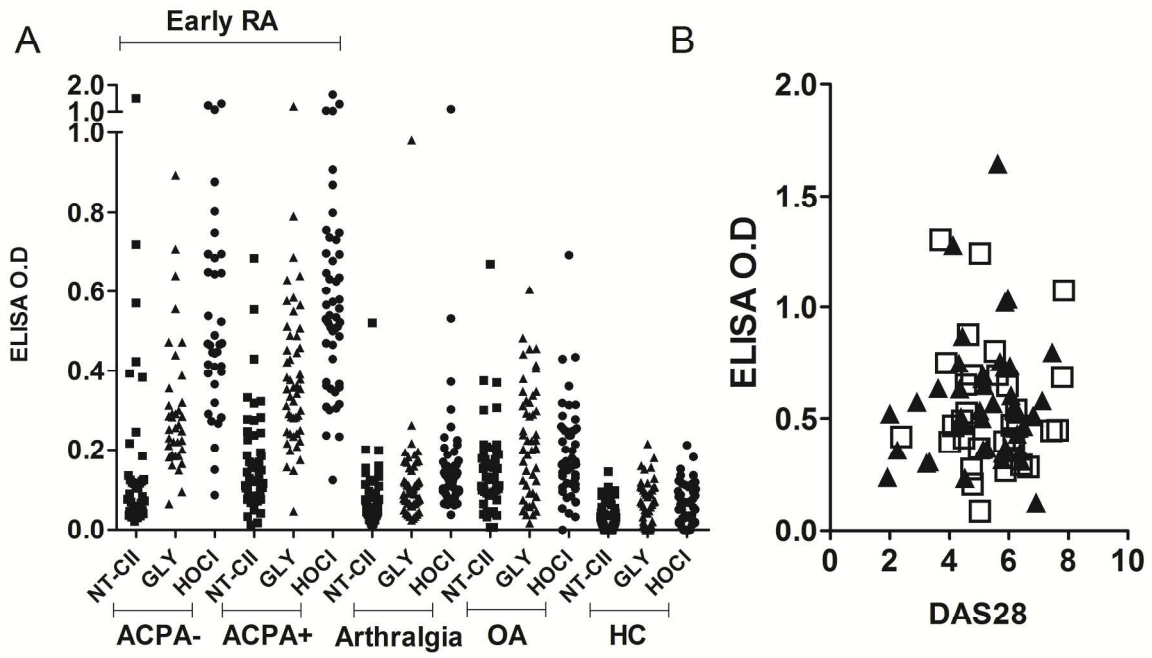 A
Early RA
ELISA O.D
2.0
1.0
1.0
0.8
0.6
0.4
0.2
0.0
NT-CII GLY HOCl NT-CII GLY HOCl NT-CII GLY HOCl NT-CII GLY HOCl NT-CII GLY HOCl
ACPA- ACPA+ Arthralgia OA HC
B
ELISA O.D
2.0
1.5
1.0
0.5
0.0
0 2 4 6 8 10
DAS28